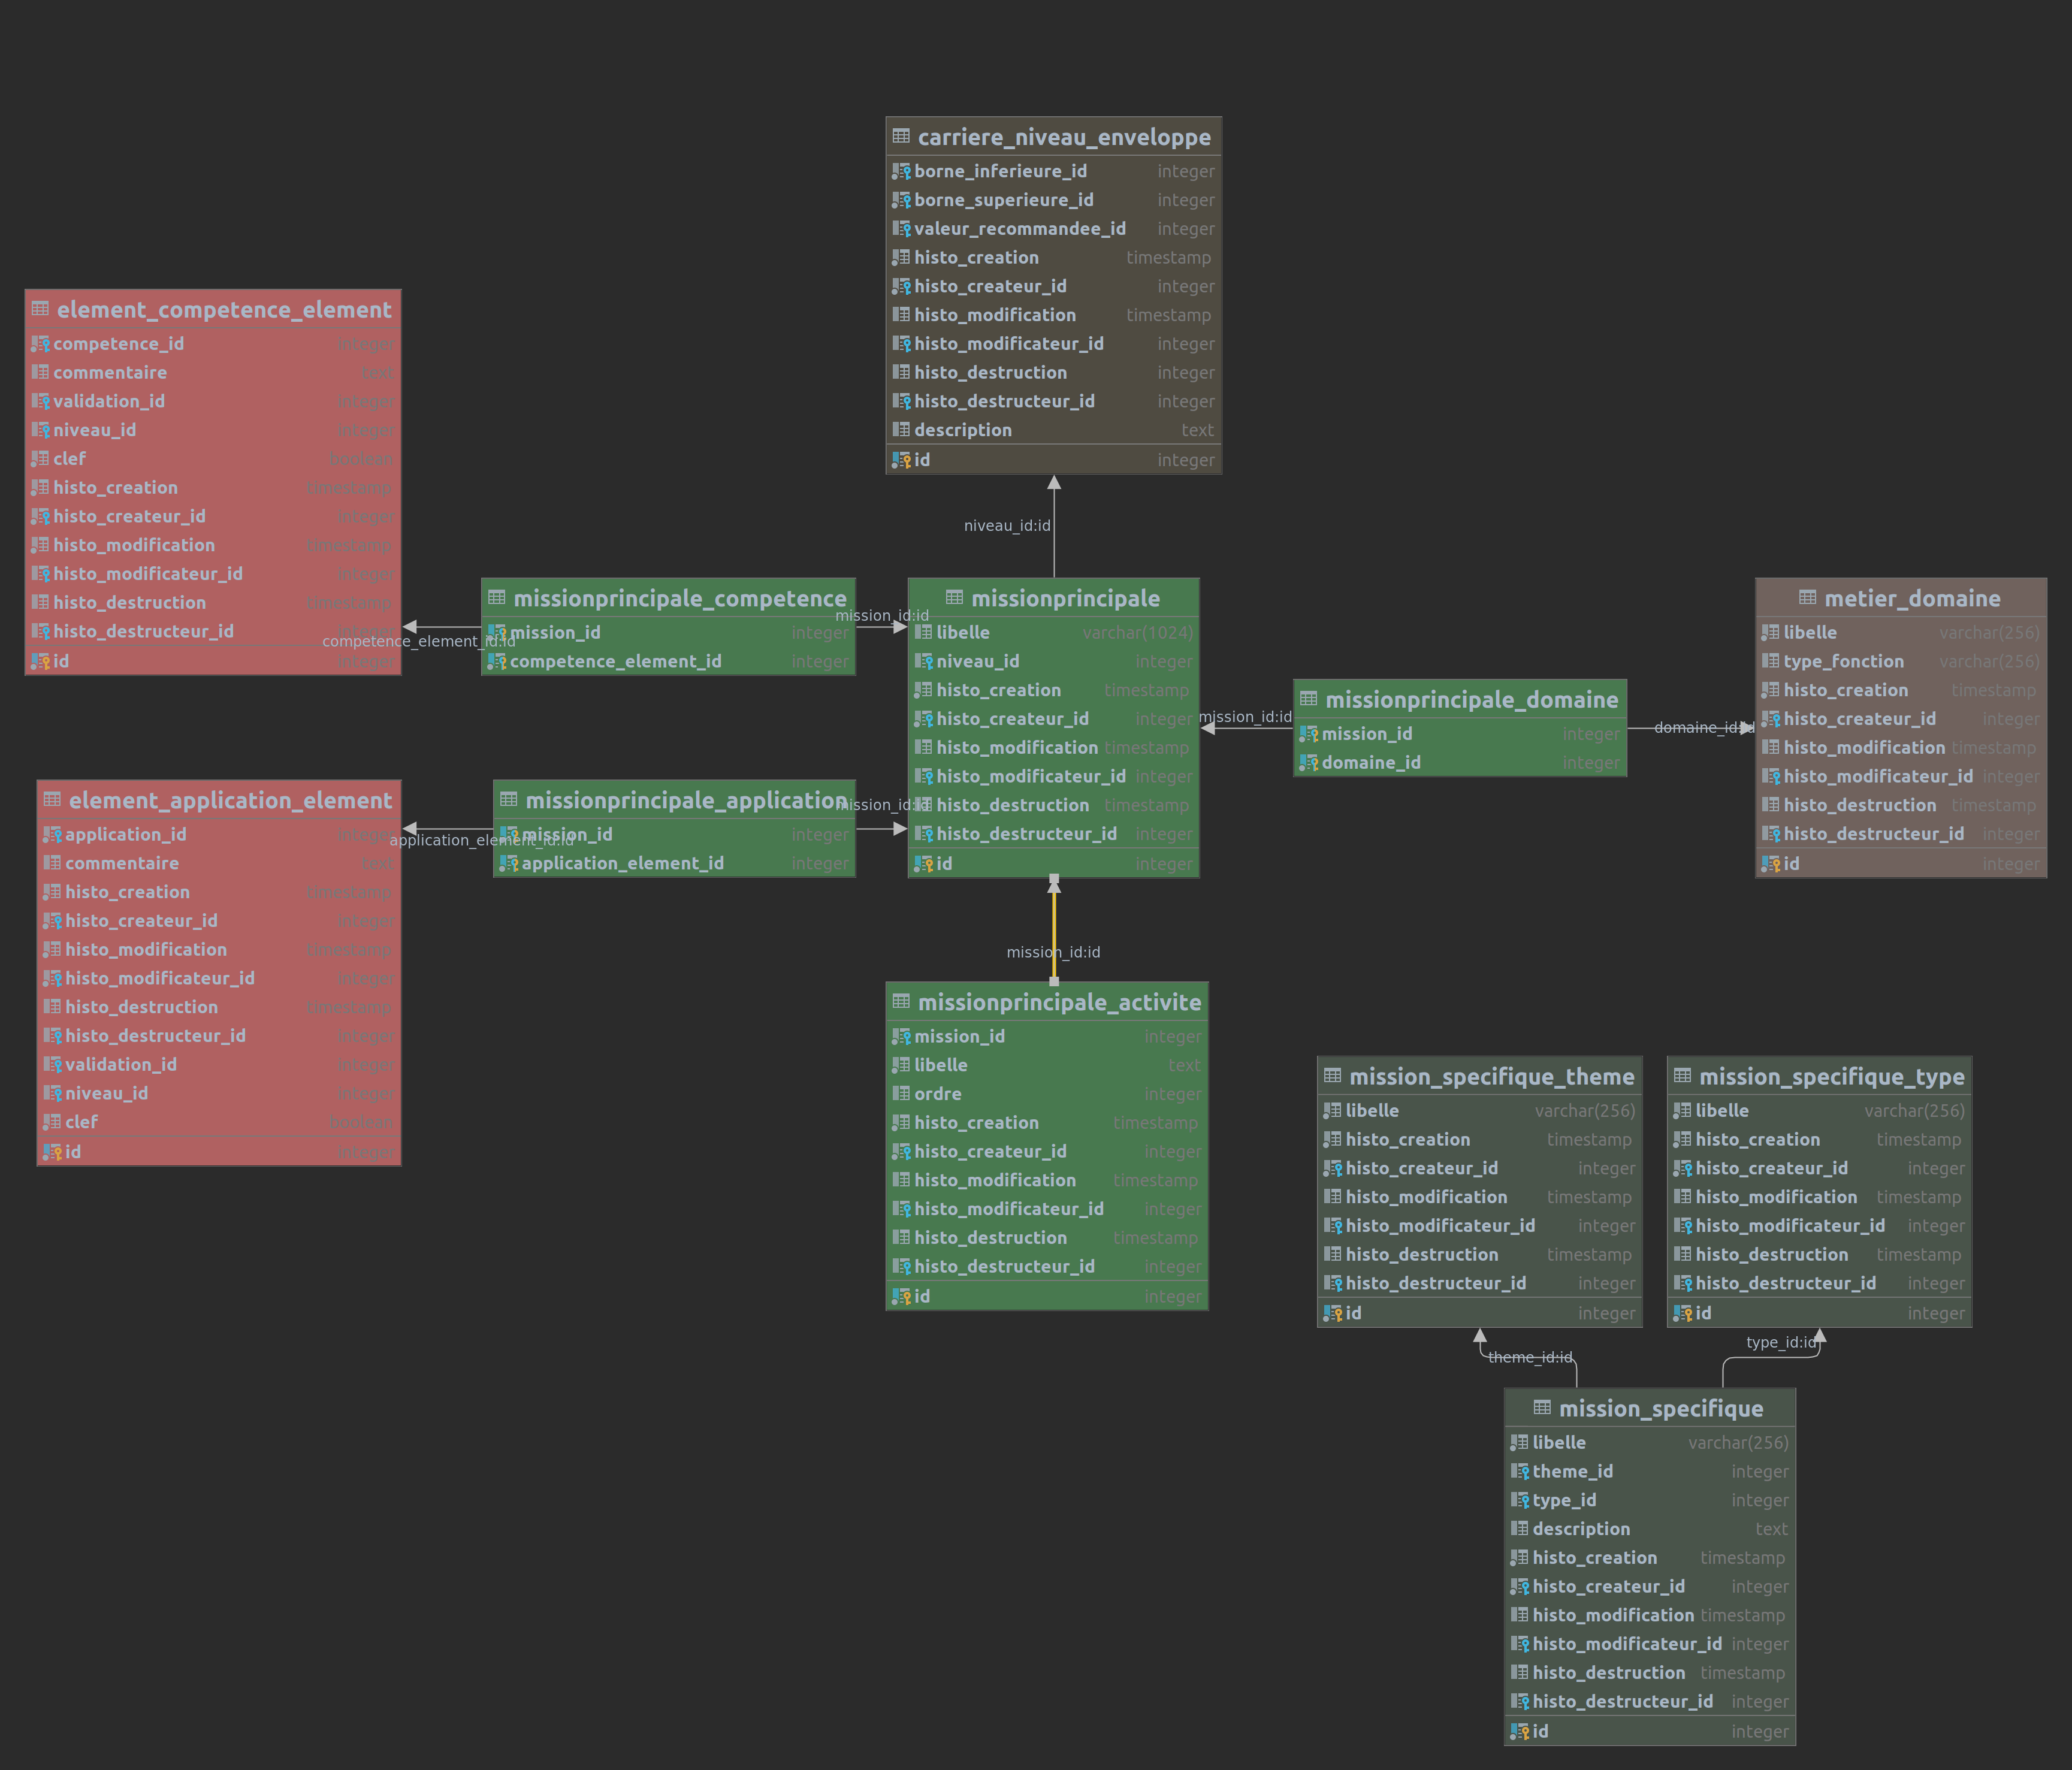 carriere_niveau_enveloppe
borne_inferieure_id integer
borne_superieure_id integer
valeur_recommandee_id integer
histo_creation timestamp
histo_createur_id integer
histo_modification timestamp
histo_modificateur_id integer
histo_destruction integer
histo_destructeur_id integer
description text
id integer
niveau_id:id
element_competence_element
competence_id integer
commentaire text
validation_id integer
niveau_id integer
clef boolean
histo_creation timestamp
histo_createur_id integer
histo_modification timestamp
histo_modificateur_id integer
histo_destruction timestamp
histo_destructeur_id integer
id integer
competence_element_id:id
missionprincipale_competence
mission_id integer
competence_element_id integer
mission_id:id
missionprincipale
libelle varchar(1024)
niveau_id integer
histo_creation timestamp
histo_createur_id integer
histo_modification timestamp
histo_modificateur_id integer
histo_destruction timestamp
histo_destructeur_id integer
id integer
mission_id:id
missionprincipale_domaine
mission_id integer
domaine_id integer
domaine_id:id
metier_domaine
libelle varchar(256)
type_fonction varchar(256)
histo_creation timestamp
histo_createur_id integer
histo_modification timestamp
histo_modificateur_id integer
histo_destruction timestamp
histo_destructeur_id integer
id integer
element_application_element
application_id integer
commentaire text
histo_creation timestamp
histo_createur_id integer
histo_modification timestamp
histo_modificateur_id integer
histo_destruction timestamp
histo_destructeur_id integer
validation_id integer
niveau_id integer
clef boolean
id integer
application_element_id:id
missionprincipale_application
mission_id integer
application_element_id integer
mission_id:id
mission_id:id
missionprincipale_activite
mission_id integer
libelle text
ordre integer
histo_creation timestamp
histo_createur_id integer
histo_modification timestamp
histo_modificateur_id integer
histo_destruction timestamp
histo_destructeur_id integer
id integer
mission_specifique_theme
libelle varchar(256)
histo_creation timestamp
histo_createur_id integer
histo_modification timestamp
histo_modificateur_id integer
histo_destruction timestamp
histo_destructeur_id integer
id integer
mission_specifique_type
libelle varchar(256)
histo_creation timestamp
histo_createur_id integer
histo_modification timestamp
histo_modificateur_id integer
histo_destruction timestamp
histo_destructeur_id integer
id integer
theme_id:id
type_id:id
mission_specifique
libelle varchar(256)
theme_id integer
type_id integer
description text
histo_creation timestamp
histo_createur_id integer
histo_modification timestamp
histo_modificateur_id integer
histo_destruction timestamp
histo_destructeur_id integer
id integer